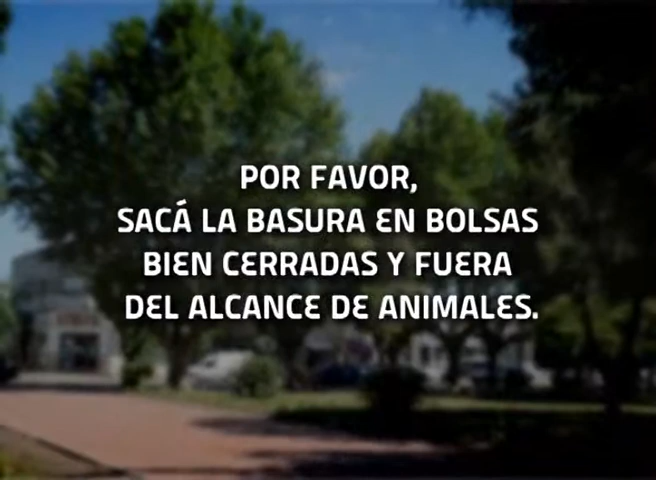 POR FAVOR,
SACÁ LA BASURA EN BOLSAS
BIEN CERRADAS Y FUERA
DEL ALCANCE DE ANIMALES.